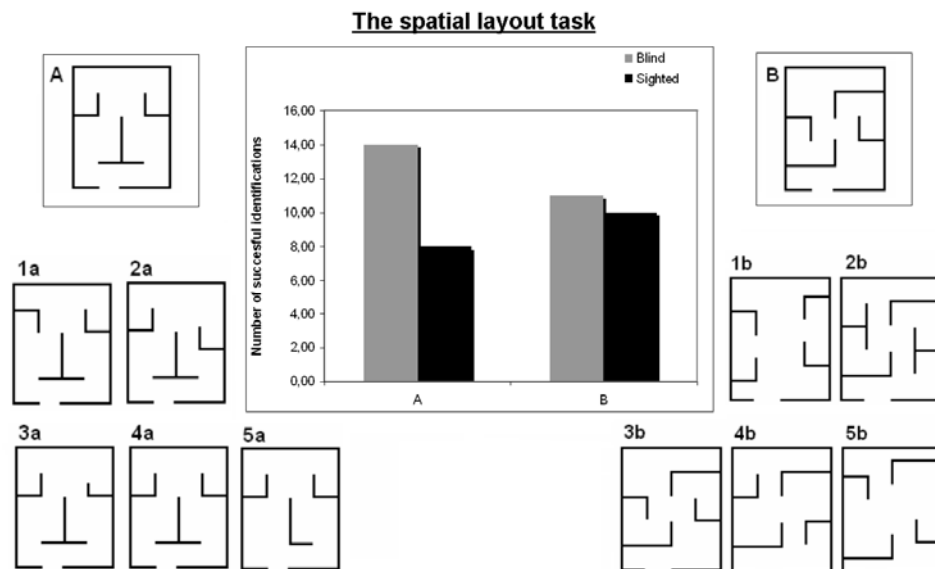 The spatial layout task
A
Blind
Sighted
B
16,00
14,00
12,00
10,00
8,00
6,00
4,00
2,00
0,00
Number of succesful identifications
A
B
1a
2a
1b
2b
3a
4a
5a
3b
4b
5b